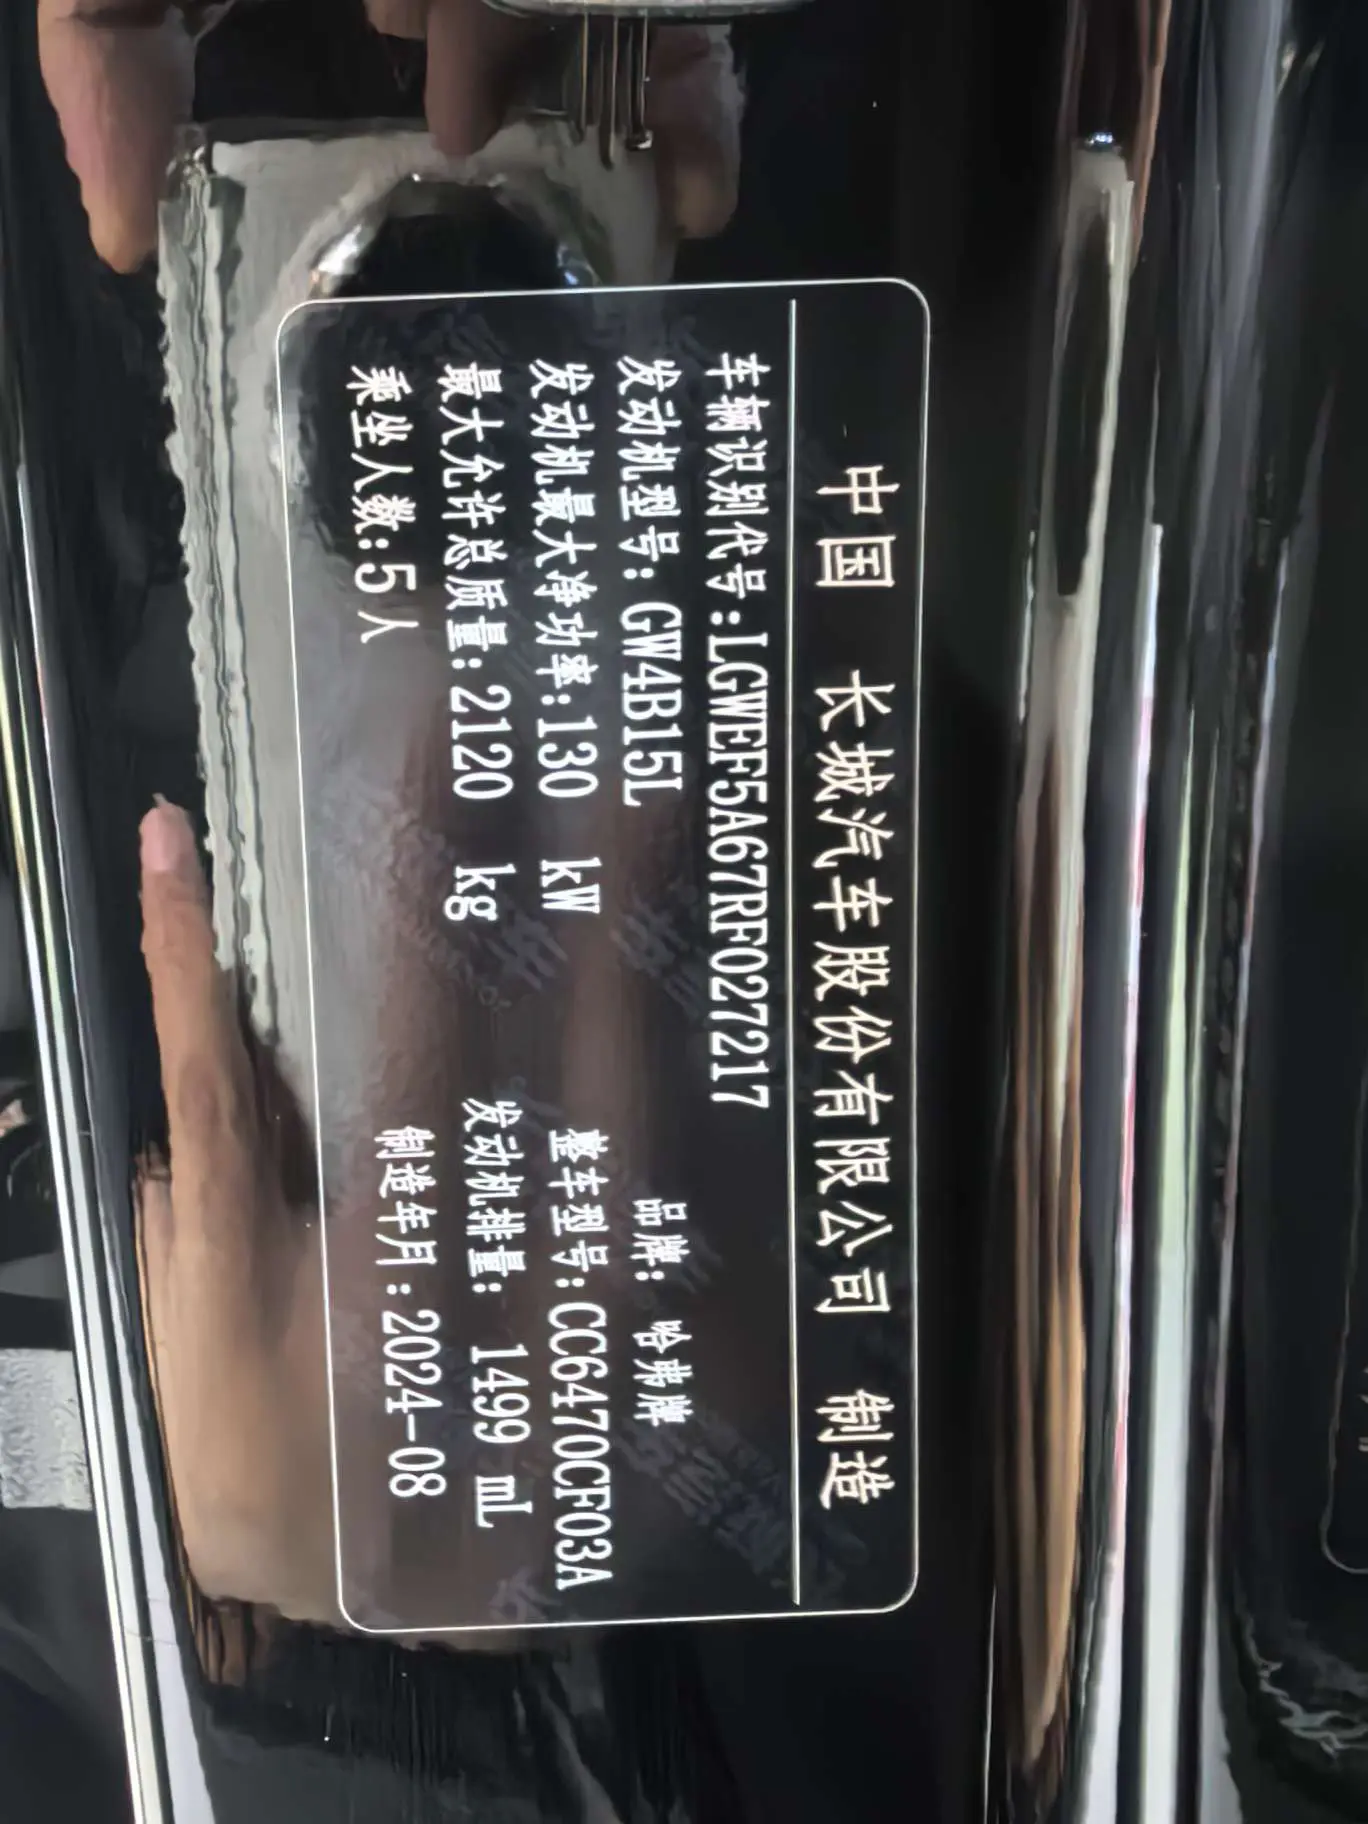 中国 长城汽车股份有限公司 制造
车辆识别代号:LGWEF5A67RF027217
发动机型号:GW4B15L 品牌: 哈弗牌
发动机最大净功率:130 kW 整车型号:CC6470CF03A
最大允许总质量:2120 kg 发动机排量: 1499 mL
乘坐人数:5人 制造年月:2024-08